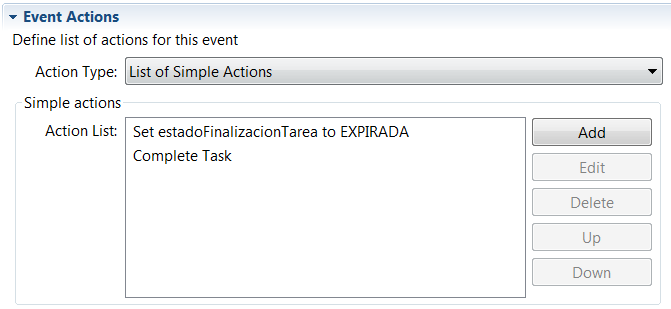 Event Actions
Define list of actions for this event
Action Type: List of Simple Actions
Simple actions
Action List: Set estadoFinalizacionTarea to EXPIRADA
Complete Task
Add
Edit
Delete
Up
Down